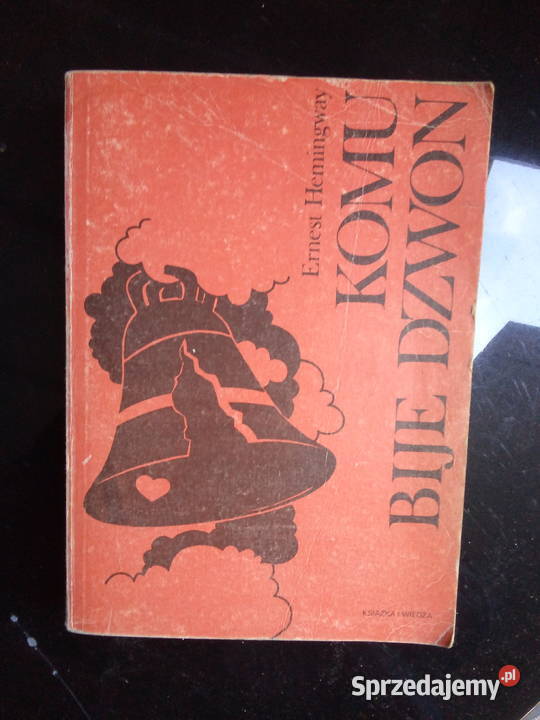 Ernest Hemingway
KOMU
BIJE DZWON
KSIĄŻKA I WIEDZA
Sprzedajemy.pl